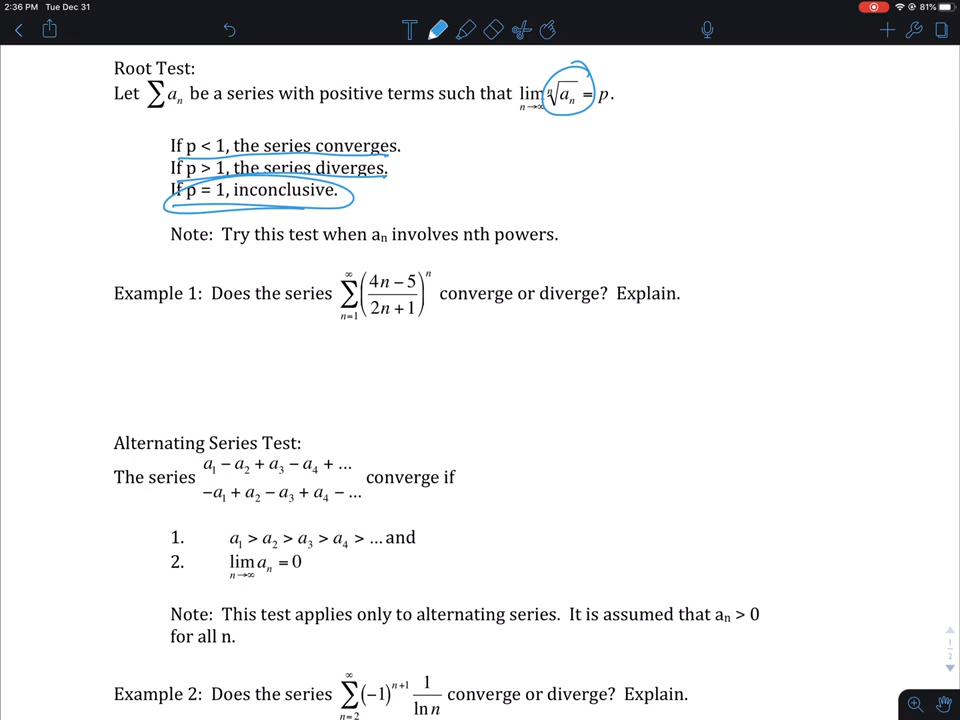 2:36 PM Tue Dec 31 81%
Root Test:
Let ∑ aₙ be a series with positive terms such that lim n→∞ ⁿ√aₙ = p.
If p < 1, the series converges.
If p > 1, the series diverges.
If p = 1, inconclusive.
Note: Try this test when aₙ involves nth powers.
Example 1: Does the series ∑ n=1 ∞ ((4n − 5)/(2n + 1))ⁿ converge or diverge? Explain.
Alternating Series Test:
The series a₁ − a₂ + a₃ − a₄ + ... converge if
−a₁ + a₂ − a₃ + a₄ − ...
1. a₁ > a₂ > a₃ > a₄ > ... and
2. lim n→∞ aₙ = 0
Note: This test applies only to alternating series. It is assumed that aₙ > 0
for all n.
Example 2: Does the series ∑ n=2 ∞ (−1)ⁿ⁺¹ 1/ln n converge or diverge? Explain.
1
2